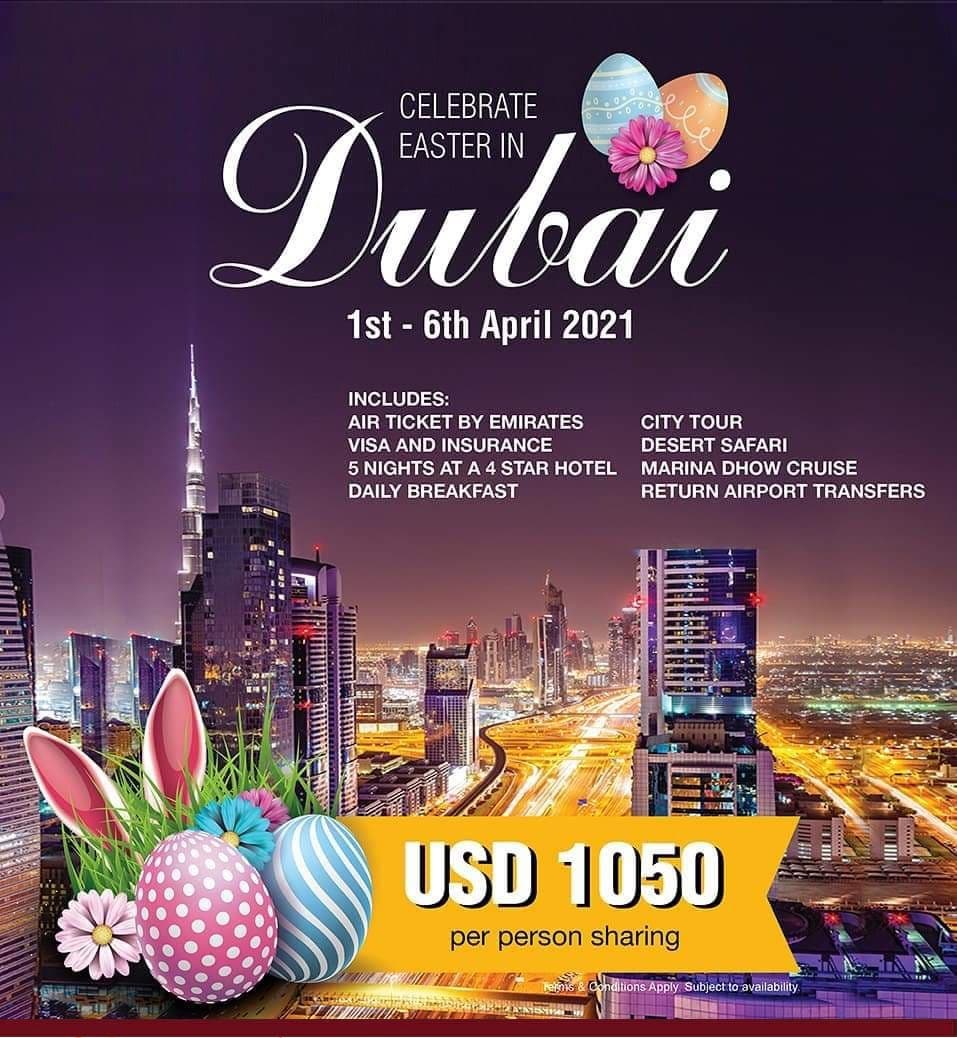 CELEBRATE
EASTER IN
Dubai
1st - 6th April 2021
INCLUDES:
AIR TICKET BY EMIRATES
VISA AND INSURANCE
5 NIGHTS AT A 4 STAR HOTEL
DAILY BREAKFAST
CITY TOUR
DESERT SAFARI
MARINA DHOW CRUISE
RETURN AIRPORT TRANSFERS
USD 1050
per person sharing
Terms & Conditions Apply. Subject to availability.